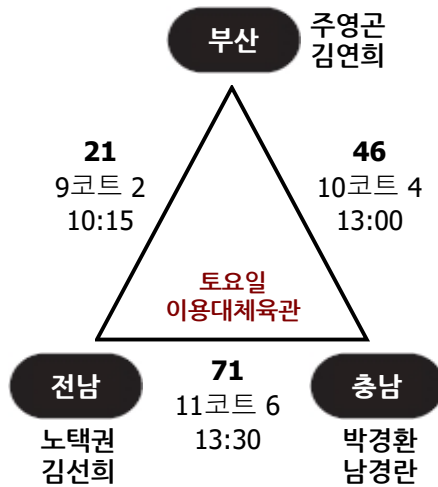 부산
주영곤
김연희
21
9코트 2
10:15
46
10코트 4
13:00
토요일
이용대체육관
전남
노택권
김선희
71
11코트 6
13:30
충남
박경환
남경란